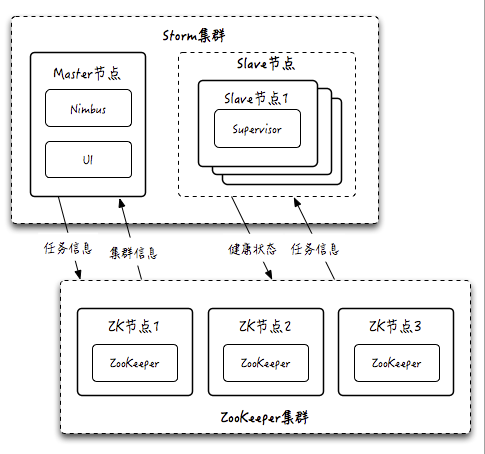 Storm集群
Master节点
Nimbus
UI
Slave节点
Slave节点1
Supervisor
任务信息
集群信息
健康状态
任务信息
ZK节点1
ZooKeeper
ZK节点2
ZooKeeper
ZK节点3
ZooKeeper
ZooKeeper集群